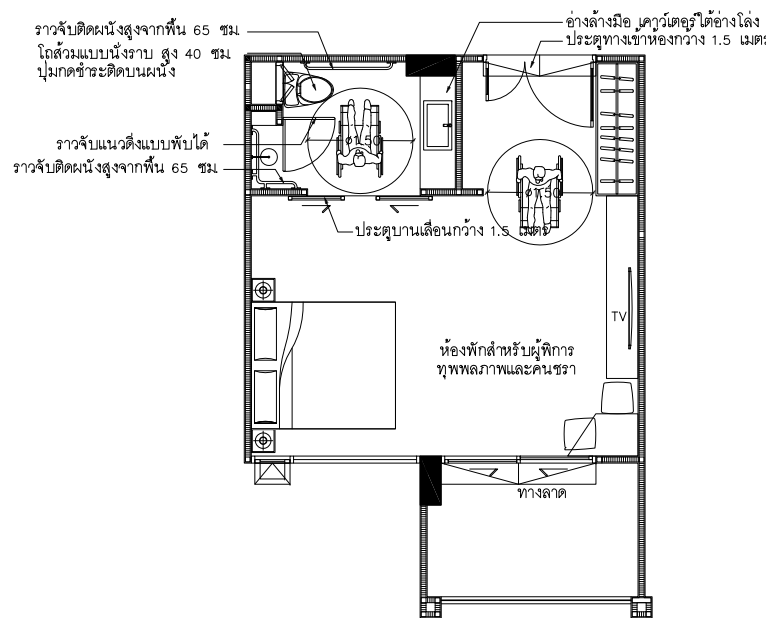 ราวจับติดผนังสูงจากพื้น 65 ซม.
โถส้วมแบบนั่งราบ สูง 40 ซม.
ปุ่มกดชำระติดบนผนัง
อ่างล้างมือ เคาว์เตอร์ใต้อ่างโล่ง
ประตูทางเข้าห้องกว้าง 1.5 เมตร
ราวจับแนวดิ่งแบบพับได้
ราวจับติดผนังสูงจากพื้น 65 ซม.
ประตูบานเลื่อนกว้าง 1.5 เมตร
TV
ห้องพักสำหรับผู้พิการ
ทุพพลภาพและคนชรา
ทางลาด